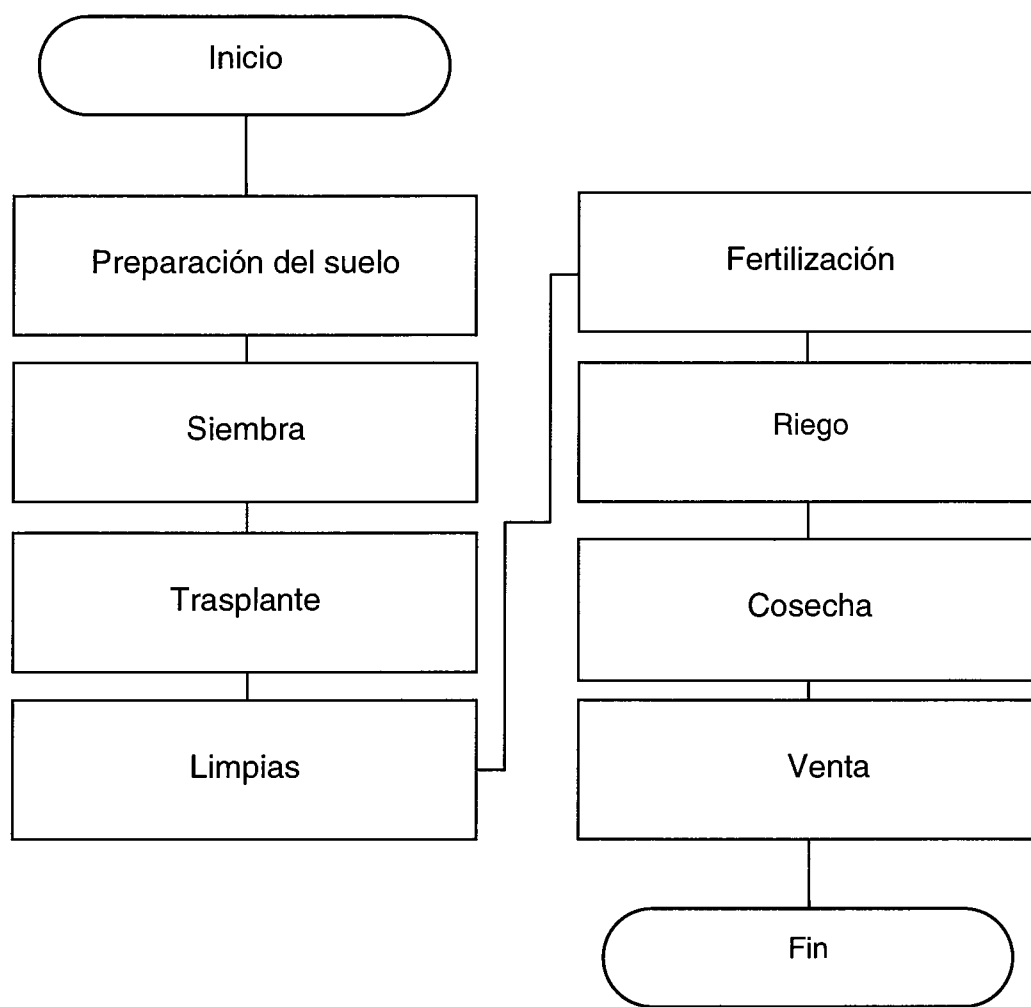 Inicio
Preparación del suelo
Siembra
Trasplante
Limpias
Fertilización
Riego
Cosecha
Venta
Fin